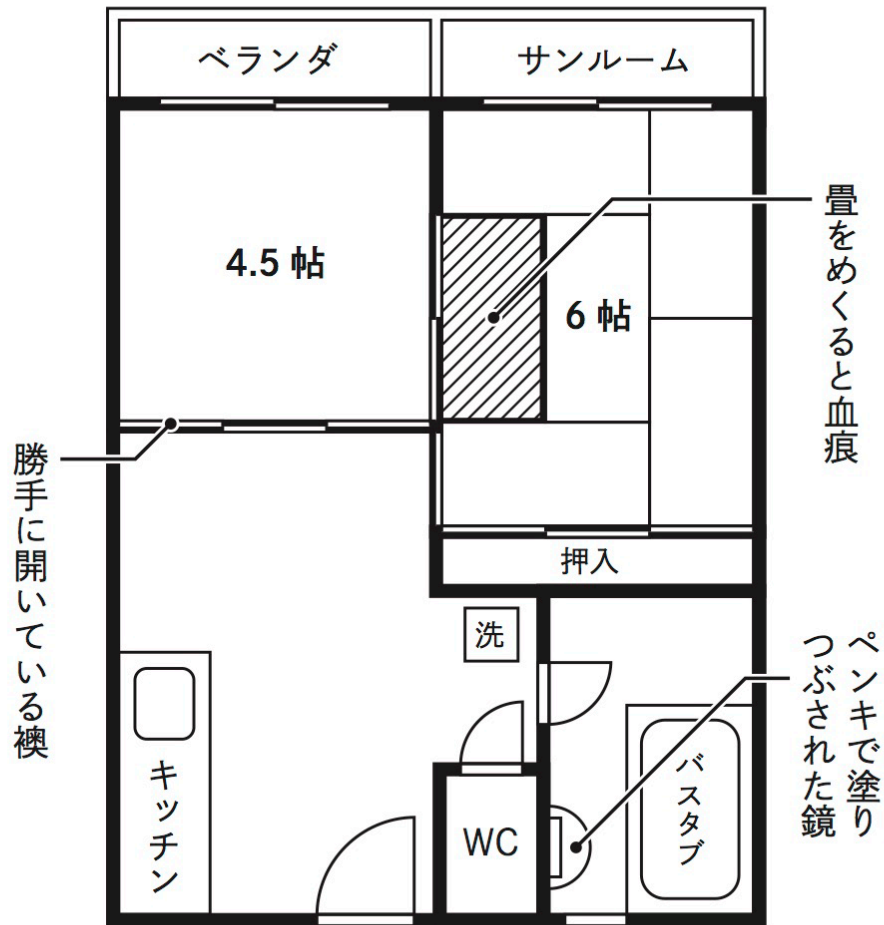 ベランダ
サンルーム
4.5 帖
6 帖
畳をめくると血痕
勝手に開いている襖
押入
洗
キッチン
WC
バスタブ
ペンキで塗り
つぶされた鏡